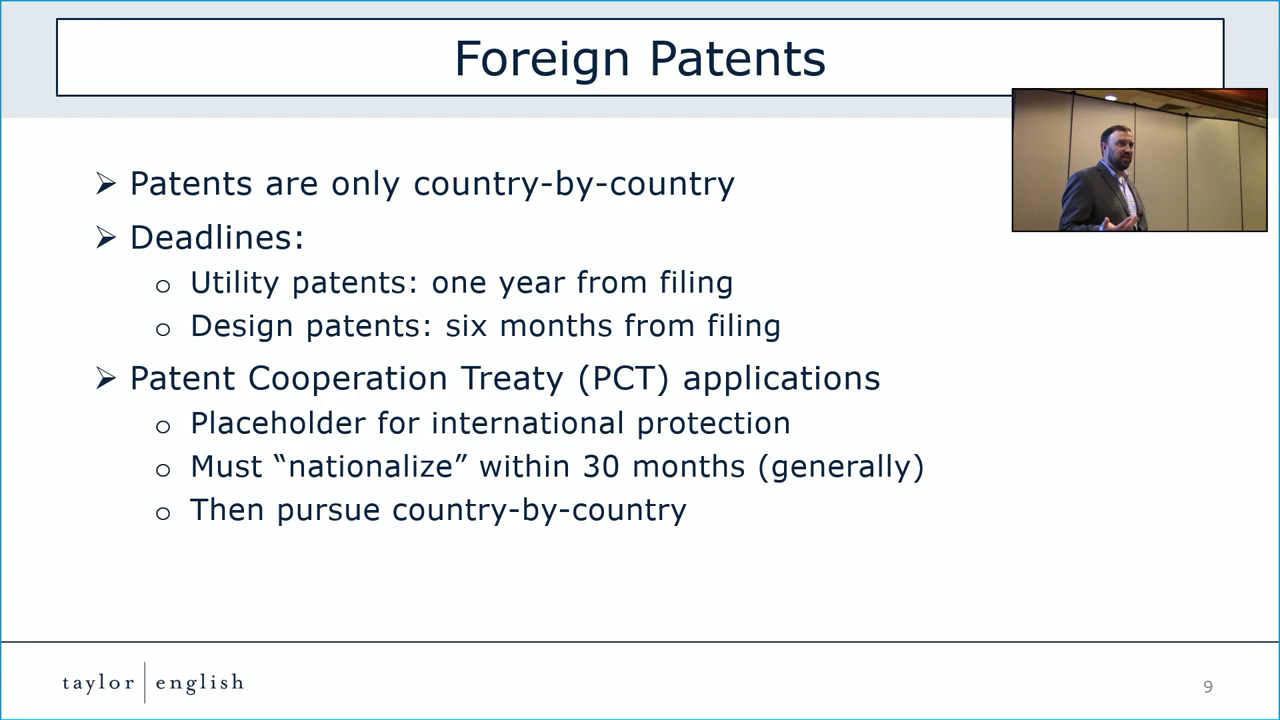 Foreign Patents
➢ Patents are only country-by-country
➢ Deadlines:
o Utility patents: one year from filing
o Design patents: six months from filing
➢ Patent Cooperation Treaty (PCT) applications
o Placeholder for international protection
o Must “nationalize” within 30 months (generally)
o Then pursue country-by-country
taylor | english
9